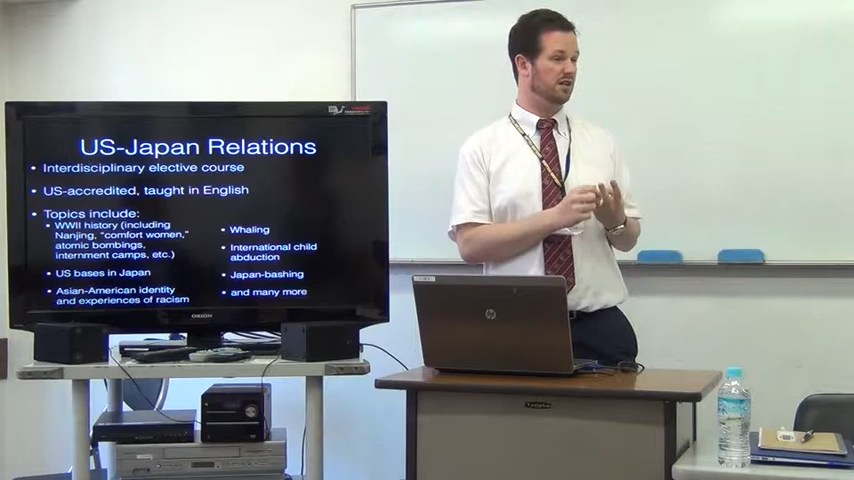 US-Japan Relations
• Interdisciplinary elective course
• US-accredited, taught in English
• Topics include:
• WWII history (including
Nanjing, "comfort women,"
atomic bombings,
internment camps, etc.)
• US bases in Japan
• Asian-American identity
and experiences of racism
• Whaling
• International child
abduction
• Japan-bashing
• and many more
ORION
hp